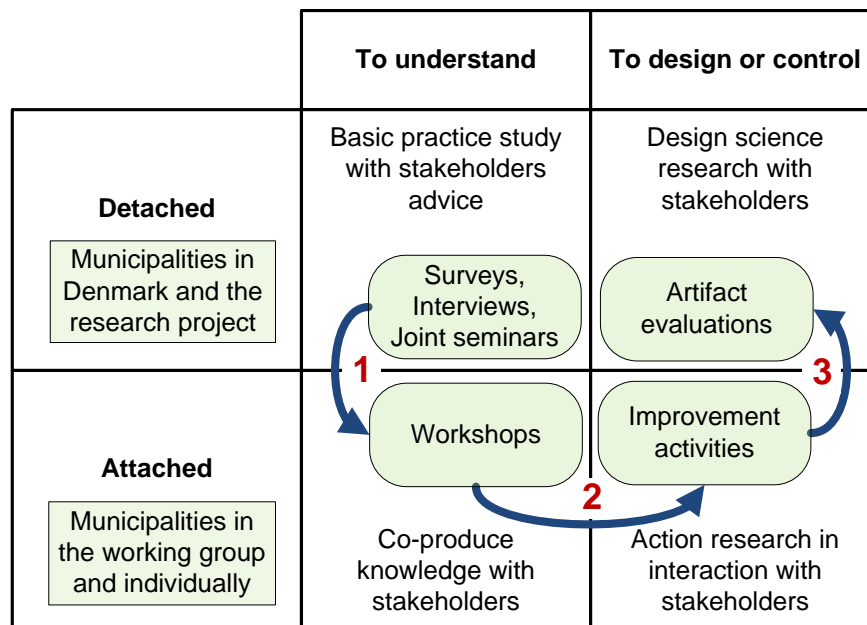 To understand
To design or control
Detached
Municipalities in
Denmark and the
research project
Basic practice study
with stakeholders
advice
Surveys,
Interviews,
Joint seminars
Design science
research with
stakeholders
Artifact
evaluations
1
3
Attached
Municipalities in
the working group
and individually
Workshops
Co-produce
knowledge with
stakeholders
2
Improvement
activities
Action research in
interaction with
stakeholders